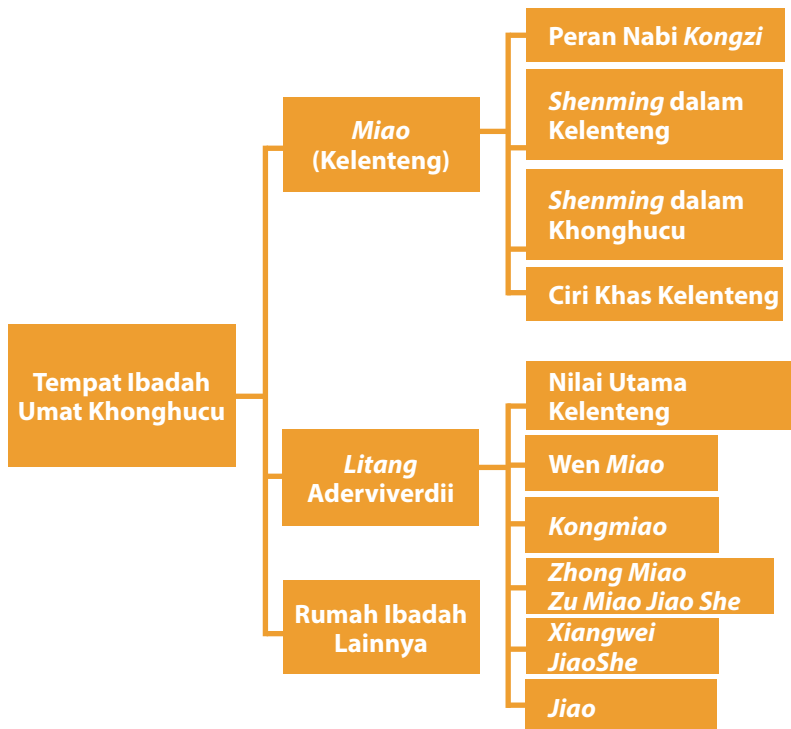 Tempat Ibadah
Umat Khonghucu
Miao
(Kelenteng)
Peran Nabi Kongzi
Shenming dalam
Kelenteng
Shenming dalam
Khonghucu
Ciri Khas Kelenteng
Litang
Aderviverdii
Nilai Utama
Kelenteng
Wen Miao
Kongmiao
Zhong Miao
Zu Miao Jiao She
Xiangwei
JiaoShe
Jiao
Rumah Ibadah
Lainnya